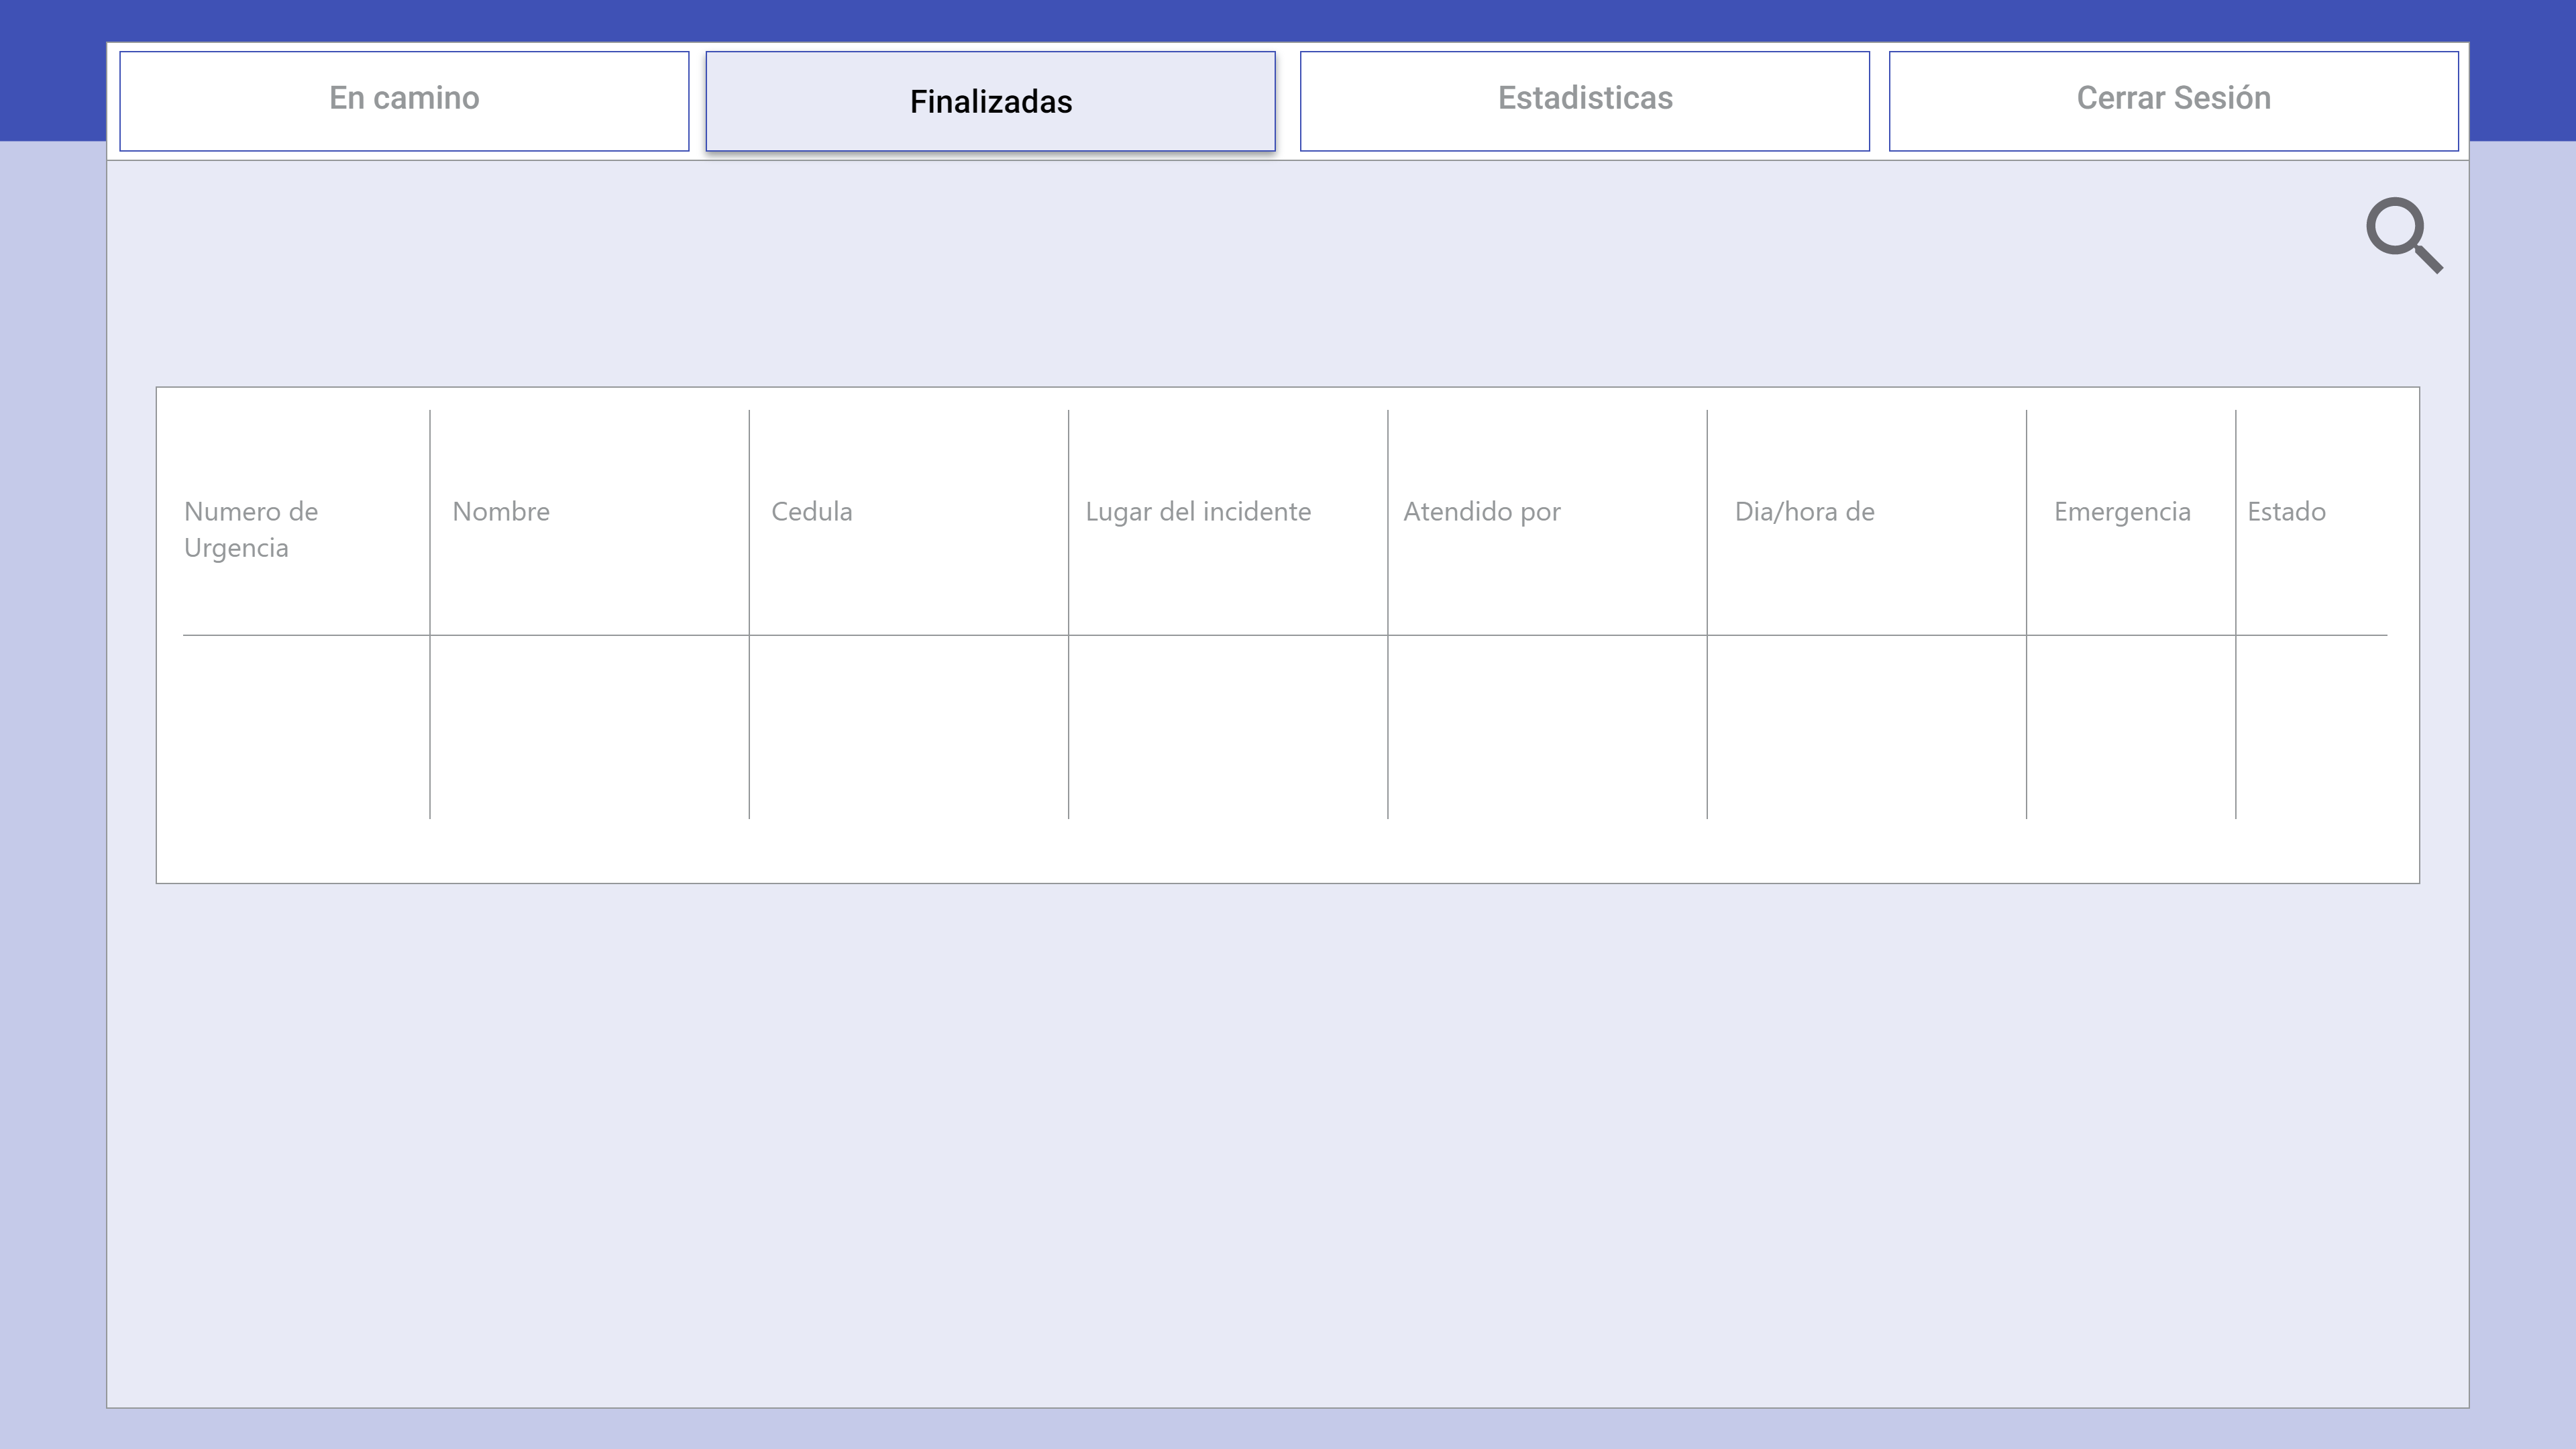 En camino
Finalizadas
Estadisticas
Cerrar Sesión
Numero de
Urgencia
Nombre
Cedula
Lugar del incidente
Atendido por
Dia/hora de
Emergencia
Estado